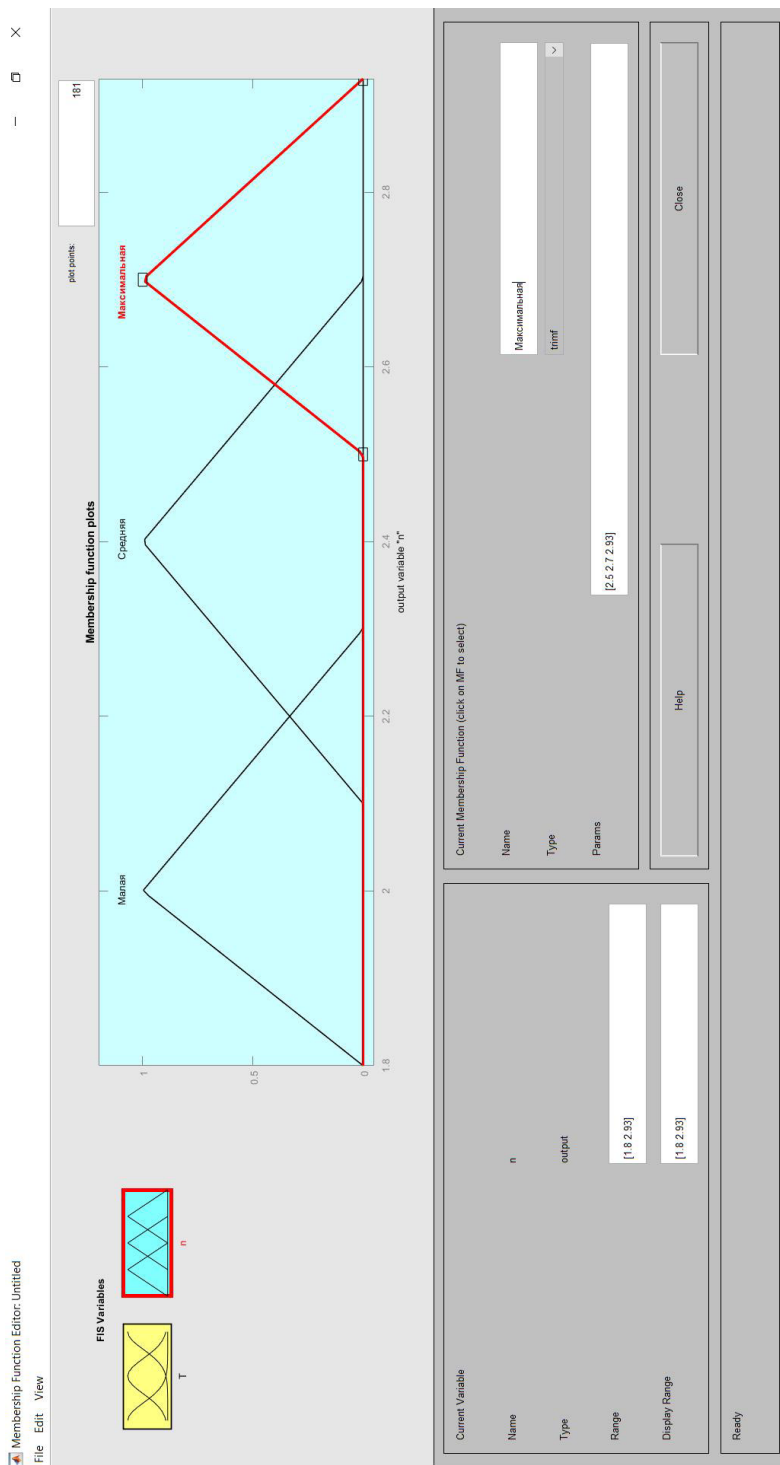 Membership Function Editor: Untitled
File Edit View
FIS Variables
T
n
Membership function plots
plot points:
181
Малая
Средняя
Максимальная
1
0.5
0
1.8
2
2.2
2.4
2.6
2.8
output variable "n"
Current Variable
Name
n
Type
output
Range
[1.8 2.93]
Display Range
[1.8 2.93]
Current Membership Function (click on MF to select)
Name
Максимальная
Type
trimf
Params
[2.5 2.7 2.93]
Help
Close
Ready